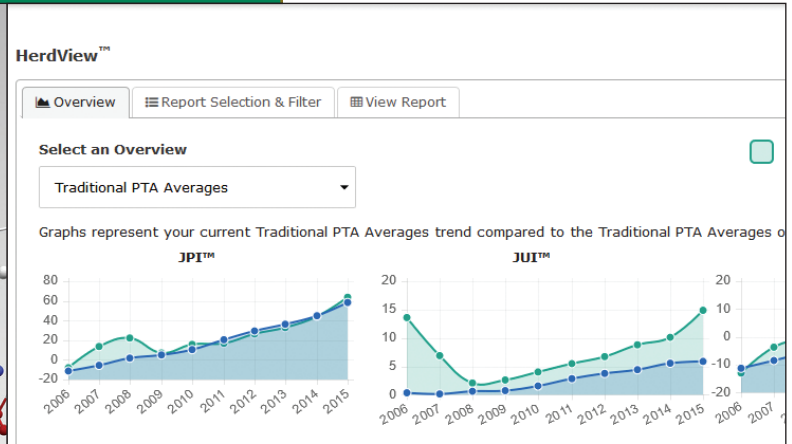 HerdView™
Overview
Report Selection & Filter
View Report
Select an Overview
Traditional PTA Averages
Graphs represent your current Traditional PTA Averages trend compared to the Traditional PTA Averages o
JPI™
80
60
40
20
0
-20
2006 2007 2008 2009 2010 2011 2012 2013 2014 2015
JUI™
20
15
10
5
0
2006 2007 2008 2009 2010 2011 2012 2013 2014 2015
20
10
0
-10
-20
2006 2007